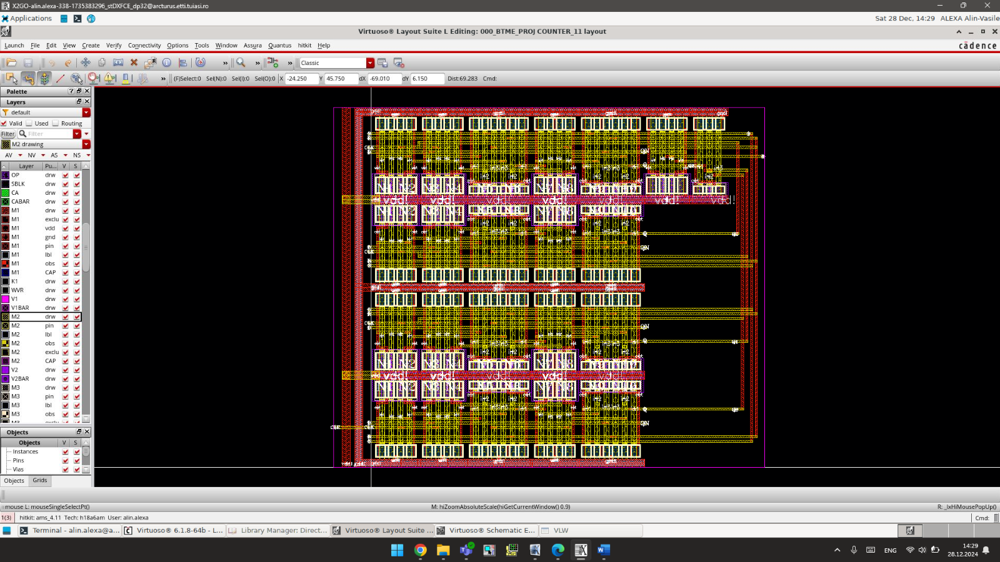 X2GO-alin.alexa-338-1735383296_stDXFCE_dp32@arcturus.etti.tuiasi.ro
Applications
Sat 28 Dec, 14:29 ALEXA Alin-Vasile
Virtuoso® Layout Suite L Editing: 000_BTME_PROJ COUNTER_11 layout
Launch File Edit View Create Verify Connectivity Options Tools Window Assura Quantus hitkit Help
cādence
» » » Classic
» (F)Select:0 Sel(N):0 Sel(I):0 Sel(O):0 X -24.250 Y 45.750 dX -69.010 dY 6.150 Dist:69.283 Cmd:
Palette
Layers
default
Valid Used Routing
Filter Filter
M2 drawing
AV NV AS NS
Layer Pu... V S
OP drw
SBLK drw
CA drw
CABAR drw
M1 drw
M1 exclu
M1 vdd
M1 gnd
M1 pin
M1 lbl
M1 obs
M1 CAP
K1 drw
WVR drw
V1 drw
V1BAR drw
M2 drw
M2 pin
M2 lbl
M2 obs
M2 exclu
M2 CAP
V2 drw
V2BAR drw
M3 drw
M3 pin
M3 lbl
M3 obs
Objects
Objects V S
Instances
Pins
Vias
Objects Grids
gnd!
vdd! vdd! vdd! vdd! vdd! vdd! vdd!
vdd! vdd! vdd! vdd! vdd!
mouse L: mouseSingleSelectPt() M: hiZoomAbsoluteScale(hiGetCurrentWindow() 0.9) R: _lxHiMousePopUp()
1(3) hitkit: ams_4.11 Tech: h18a6am User: alin.alexa Cmd:
Terminal - alin.alexa@a... Virtuoso® 6.1.8-64b - L... Library Manager: Direct... Virtuoso® Layout Suite ... Virtuoso® Schematic E... VLW
ENG
14:29
28.12.2024